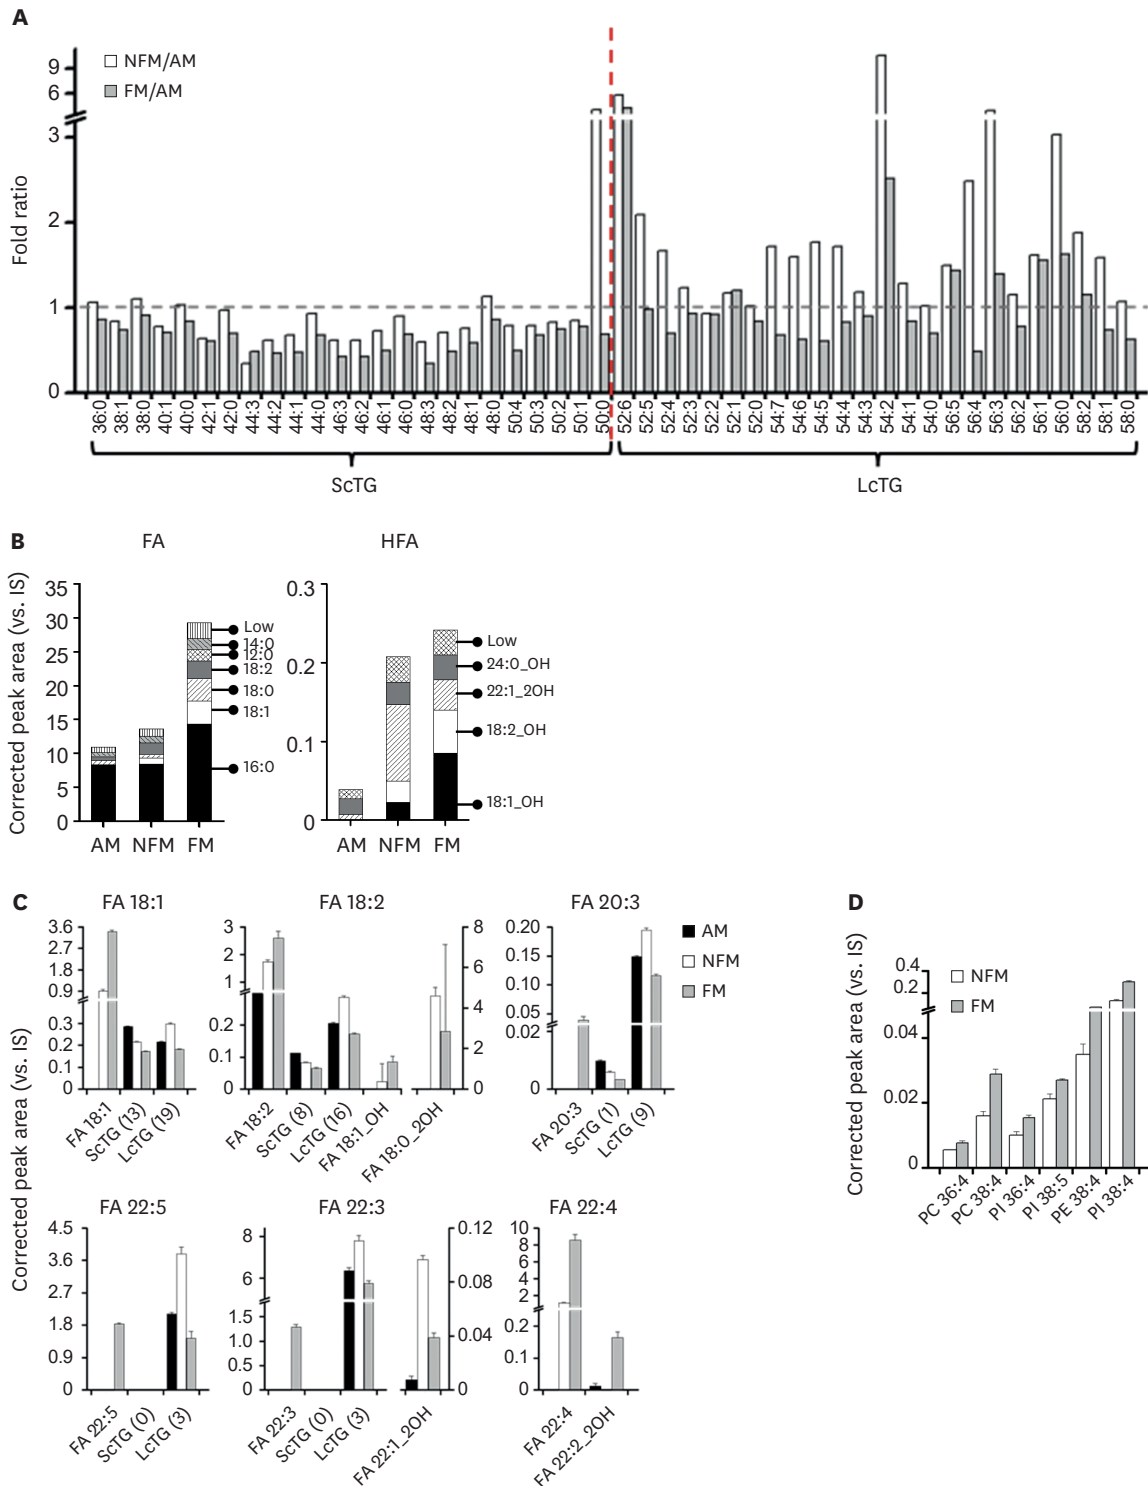 A
NFM/AM
FM/AM
Fold ratio
9
6
3
2
1
0
36:0 38:1 38:0 40:1 40:0 42:1 42:0 44:3 44:2 44:1 44:0 46:3 46:2 46:1 46:0 48:3 48:2 48:1 48:0 50:4 50:3 50:2 50:1 50:0 52:6 52:5 52:4 52:3 52:2 52:1 52:0 54:7 54:6 54:5 54:4 54:3 54:2 54:1 54:0 56:5 56:4 56:3 56:2 56:1 56:0 58:2 58:1 58:0
ScTG LcTG
B
FA HFA
Corrected peak area (vs. IS)
35
30
25
20
15
10
5
0
Low
14:0
12:0
18:2
18:0
18:1
16:0
AM NFM FM
0.3
0.2
0.1
0
Low
24:0_OH
22:1_2OH
18:2_OH
18:1_OH
AM NFM FM
C
Corrected peak area (vs. IS)
FA 18:1
3.6
2.7
1.8
0.9
0.3
0.2
0.1
0
FA 18:1 ScTG (13) LcTG (19)
FA 18:2
3
2
1
0.2
0.1
0
8
6
4
2
0
FA 18:2 ScTG (8) LcTG (16) FA 18:1_OH FA 18:0_2OH
FA 20:3
0.20
0.15
0.10
0.05
0.02
0
FA 20:3 ScTG (1) LcTG (9)
AM
NFM
FM
FA 22:5
4.5
3.6
2.7
1.8
0.9
0
FA 22:5 ScTG (0) LcTG (3)
FA 22:3
8
6
1.5
1.0
0.5
0
0.12
0.08
0.04
0
FA 22:3 ScTG (0) LcTG (3) FA 22:1_2OH
FA 22:4
10
8
6
4
2
0.2
0.1
0
FA 22:4 FA 22:2_2OH
D
Corrected peak area (vs. IS)
NFM
FM
0.4
0.2
0.04
0.02
0
PC 36:4 PC 38:4 PI 36:4 PI 38:5 PE 38:4 PI 38:4